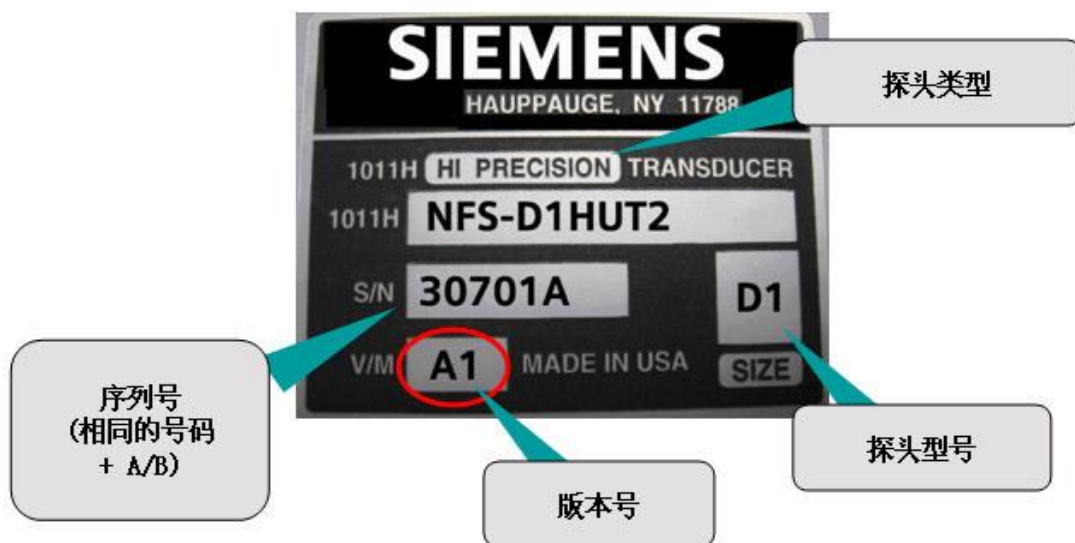 SIEMENS
HAUPPAUGE, NY 11788
探头类型
1011H HI PRECISION TRANSDUCER
1011H NFS-D1HUT2
S/N 30701A
D1
V/M A1 MADE IN USA
SIZE
序列号
(相同的号码
+ A/B)
探头型号
版本号